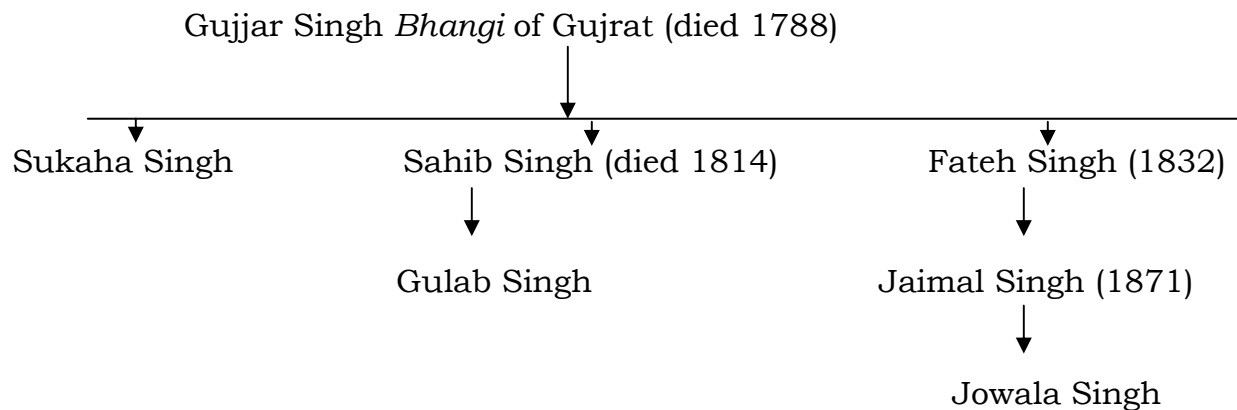 Gujjar Singh Bhangi of Gujrat (died 1788)
Sukaha Singh Sahib Singh (died 1814) Fateh Singh (1832)
Gulab Singh Jaimal Singh (1871)
Jowala Singh